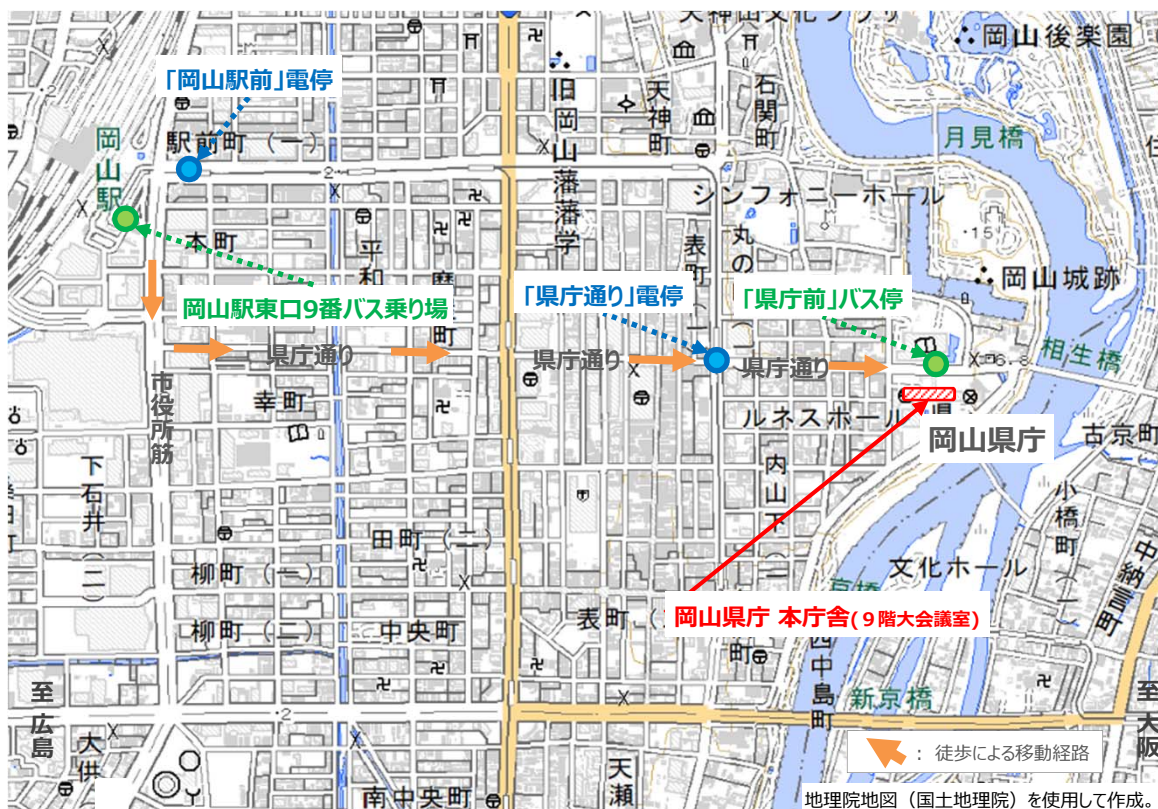 天神山文化プラザ
岡山後楽園
「岡山駅前」電停
旧岡山藩藩学
天神町
石関町
月見橋
駅前町（一）
岡山駅
シンフォニーホール
本町
平和
表町
丸の
岡山城跡
岡山駅東口9番バス乗り場
「県庁通り」電停
「県庁前」バス停
県庁通り
県庁通り
県庁通り
相生橋
市役所筋
幸町
ルネスホール
岡山県庁
古京町
下石井（二）
内山下
小橋町
中納言町
田町（二）
柳町（一）
文化ホール
京橋
岡山県庁 本庁舎(９階大会議室)
柳町（二）
中央町
表町
西中島町
新京橋
至広島
至大阪
大供
南中央町
天瀬
：徒歩による移動経路
地理院地図（国土地理院）を使用して作成。